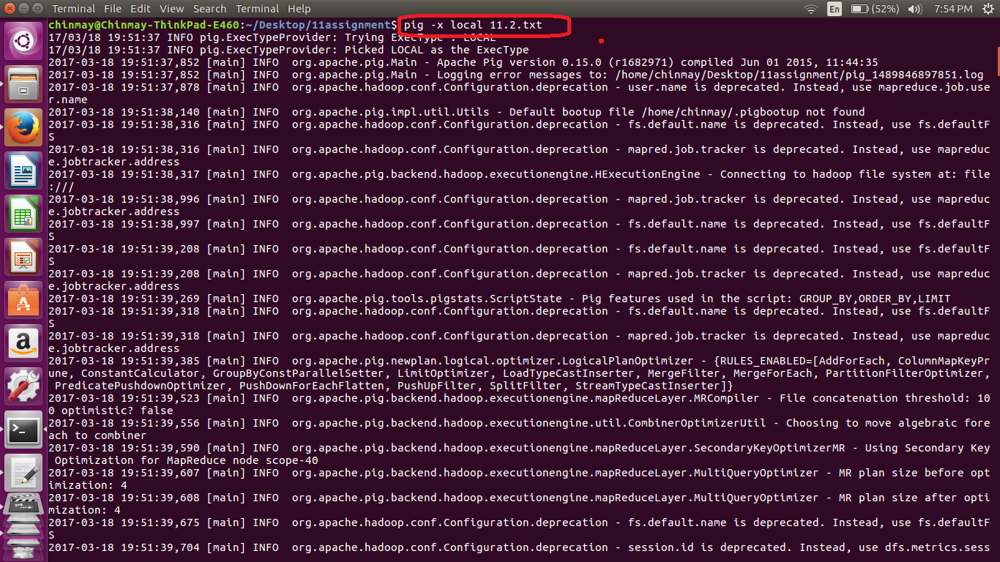 Terminal File Edit View Search Terminal Help En (52%) 7:54 PM
chinmay@Chinmay-ThinkPad-E460:~/Desktop/11assignment$ pig -x local 11.2.txt
17/03/18 19:51:37 INFO pig.ExecTypeProvider: Trying ExecType : LOCAL
17/03/18 19:51:37 INFO pig.ExecTypeProvider: Picked LOCAL as the ExecType
2017-03-18 19:51:37,852 [main] INFO  org.apache.pig.Main - Apache Pig version 0.15.0 (r1682971) compiled Jun 01 2015, 11:44:35
2017-03-18 19:51:37,852 [main] INFO  org.apache.pig.Main - Logging error messages to: /home/chinmay/Desktop/11assignment/pig_1489846897851.log
2017-03-18 19:51:37,878 [main] INFO  org.apache.hadoop.conf.Configuration.deprecation - user.name is deprecated. Instead, use mapreduce.job.use
r.name
2017-03-18 19:51:38,140 [main] INFO  org.apache.pig.impl.util.Utils - Default bootup file /home/chinmay/.pigbootup not found
2017-03-18 19:51:38,316 [main] INFO  org.apache.hadoop.conf.Configuration.deprecation - fs.default.name is deprecated. Instead, use fs.defaultF
S
2017-03-18 19:51:38,316 [main] INFO  org.apache.hadoop.conf.Configuration.deprecation - mapred.job.tracker is deprecated. Instead, use mapreduc
e.jobtracker.address
2017-03-18 19:51:38,317 [main] INFO  org.apache.pig.backend.hadoop.executionengine.HExecutionEngine - Connecting to hadoop file system at: file
:///
2017-03-18 19:51:38,996 [main] INFO  org.apache.hadoop.conf.Configuration.deprecation - mapred.job.tracker is deprecated. Instead, use mapreduc
e.jobtracker.address
2017-03-18 19:51:38,997 [main] INFO  org.apache.hadoop.conf.Configuration.deprecation - fs.default.name is deprecated. Instead, use fs.defaultF
S
2017-03-18 19:51:39,208 [main] INFO  org.apache.hadoop.conf.Configuration.deprecation - fs.default.name is deprecated. Instead, use fs.defaultF
S
2017-03-18 19:51:39,208 [main] INFO  org.apache.hadoop.conf.Configuration.deprecation - mapred.job.tracker is deprecated. Instead, use mapreduc
e.jobtracker.address
2017-03-18 19:51:39,269 [main] INFO  org.apache.pig.tools.pigstats.ScriptState - Pig features used in the script: GROUP_BY,ORDER_BY,LIMIT
2017-03-18 19:51:39,318 [main] INFO  org.apache.hadoop.conf.Configuration.deprecation - fs.default.name is deprecated. Instead, use fs.defaultF
S
2017-03-18 19:51:39,318 [main] INFO  org.apache.hadoop.conf.Configuration.deprecation - mapred.job.tracker is deprecated. Instead, use mapreduc
e.jobtracker.address
2017-03-18 19:51:39,385 [main] INFO  org.apache.pig.newplan.logical.optimizer.LogicalPlanOptimizer - {RULES_ENABLED=[AddForEach, ColumnMapKeyPr
une, ConstantCalculator, GroupByConstParallelSetter, LimitOptimizer, LoadTypeCastInserter, MergeFilter, MergeForEach, PartitionFilterOptimizer,
 PredicatePushdownOptimizer, PushDownForEachFlatten, PushUpFilter, SplitFilter, StreamTypeCastInserter]}
2017-03-18 19:51:39,523 [main] INFO  org.apache.pig.backend.hadoop.executionengine.mapReduceLayer.MRCompiler - File concatenation threshold: 10
0 optimistic? false
2017-03-18 19:51:39,556 [main] INFO  org.apache.pig.backend.hadoop.executionengine.util.CombinerOptimizerUtil - Choosing to move algebraic fore
ach to combiner
2017-03-18 19:51:39,590 [main] INFO  org.apache.pig.backend.hadoop.executionengine.mapReduceLayer.SecondaryKeyOptimizerMR - Using Secondary Key
 Optimization for MapReduce node scope-40
2017-03-18 19:51:39,607 [main] INFO  org.apache.pig.backend.hadoop.executionengine.mapReduceLayer.MultiQueryOptimizer - MR plan size before opt
imization: 4
2017-03-18 19:51:39,608 [main] INFO  org.apache.pig.backend.hadoop.executionengine.mapReduceLayer.MultiQueryOptimizer - MR plan size after opti
mization: 4
2017-03-18 19:51:39,675 [main] INFO  org.apache.hadoop.conf.Configuration.deprecation - fs.default.name is deprecated. Instead, use fs.defaultF
S
2017-03-18 19:51:39,704 [main] INFO  org.apache.hadoop.conf.Configuration.deprecation - session.id is deprecated. Instead, use dfs.metrics.sess